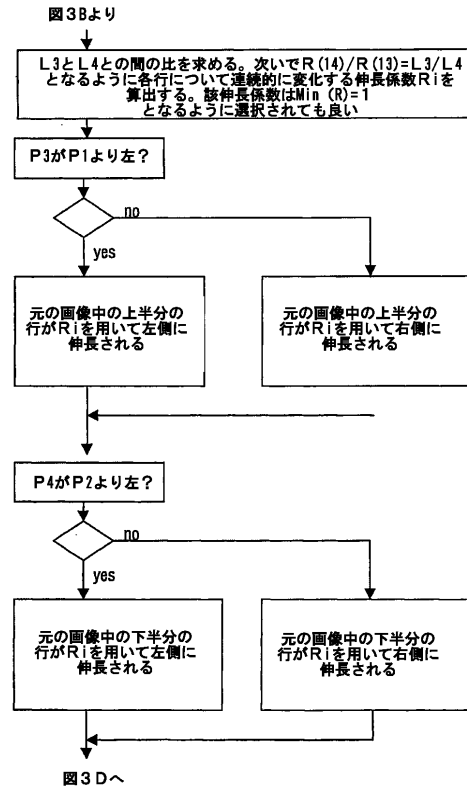 図3Bより
L3とL4との間の比を求める。次いでR(14)/R(13)=L3/L4
となるように各行について連続的に変化する伸長係数Riを
算出する。該伸長係数はMin (R)=1
となるように選択されても良い
P3がP1より左?
no
yes
元の画像中の上半分の
行がRiを用いて左側に
伸長される
元の画像中の上半分の
行がRiを用いて右側に
伸長される
P4がP2より左?
no
yes
元の画像中の下半分の
行がRiを用いて左側に
伸長される
元の画像中の下半分の
行がRiを用いて右側に
伸長される
図3Dへ